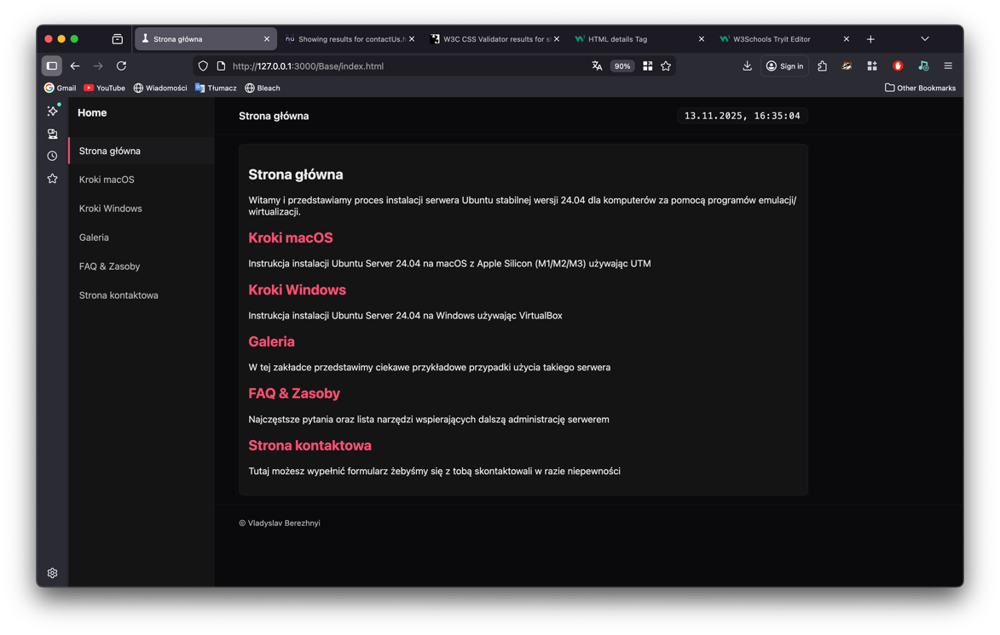 Strona główna
Showing results for contactUs.h
W3C CSS Validator results for s
HTML details Tag
W3Schools Tryit Editor
http://127.0.0.1:3000/Base/index.html
90%
Sign in
Gmail
YouTube
Wiadomości
Tłumacz
Bleach
Other Bookmarks
Home
Strona główna
Kroki macOS
Kroki Windows
Galeria
FAQ & Zasoby
Strona kontaktowa
Strona główna
13.11.2025, 16:35:04
Strona główna
Witamy i przedstawiamy proces instalacji serwera Ubuntu stabilnej wersji 24.04 dla komputerów za pomocą programów emulacji/
wirtualizacji.
Kroki macOS
Instrukcja instalacji Ubuntu Server 24.04 na macOS z Apple Silicon (M1/M2/M3) używając UTM
Kroki Windows
Instrukcja instalacji Ubuntu Server 24.04 na Windows używając VirtualBox
Galeria
W tej zakładce przedstawimy ciekawe przykładowe przypadki użycia takiego serwera
FAQ & Zasoby
Najczęstsze pytania oraz lista narzędzi wspierających dalszą administrację serwerem
Strona kontaktowa
Tutaj możesz wypełnić formularz żebyśmy się z tobą skontaktowali w razie niepewności
© Vladyslav Berezhnyi